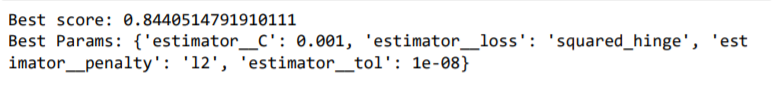 Best score: 0.8440514791910111
Best Params: {'estimator__C': 0.001, 'estimator__loss': 'squared_hinge', 'est
imator__penalty': 'l2', 'estimator__tol': 1e-08}